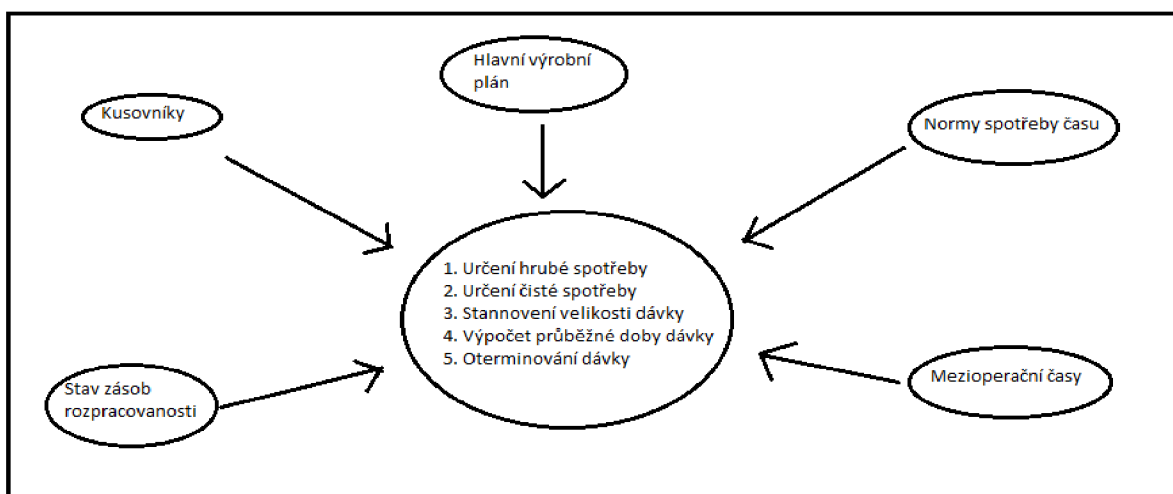 Hlavní výrobní
plán
Kusovníky
Normy spotřeby času
1. Určení hrubé spotřeby
2. Určení čisté spotřeby
3. Stannovení velikosti dávky
4. Výpočet průběžné doby dávky
5. Oterminování dávky
Stav zásob
rozpracovanosti
Mezioperační časy